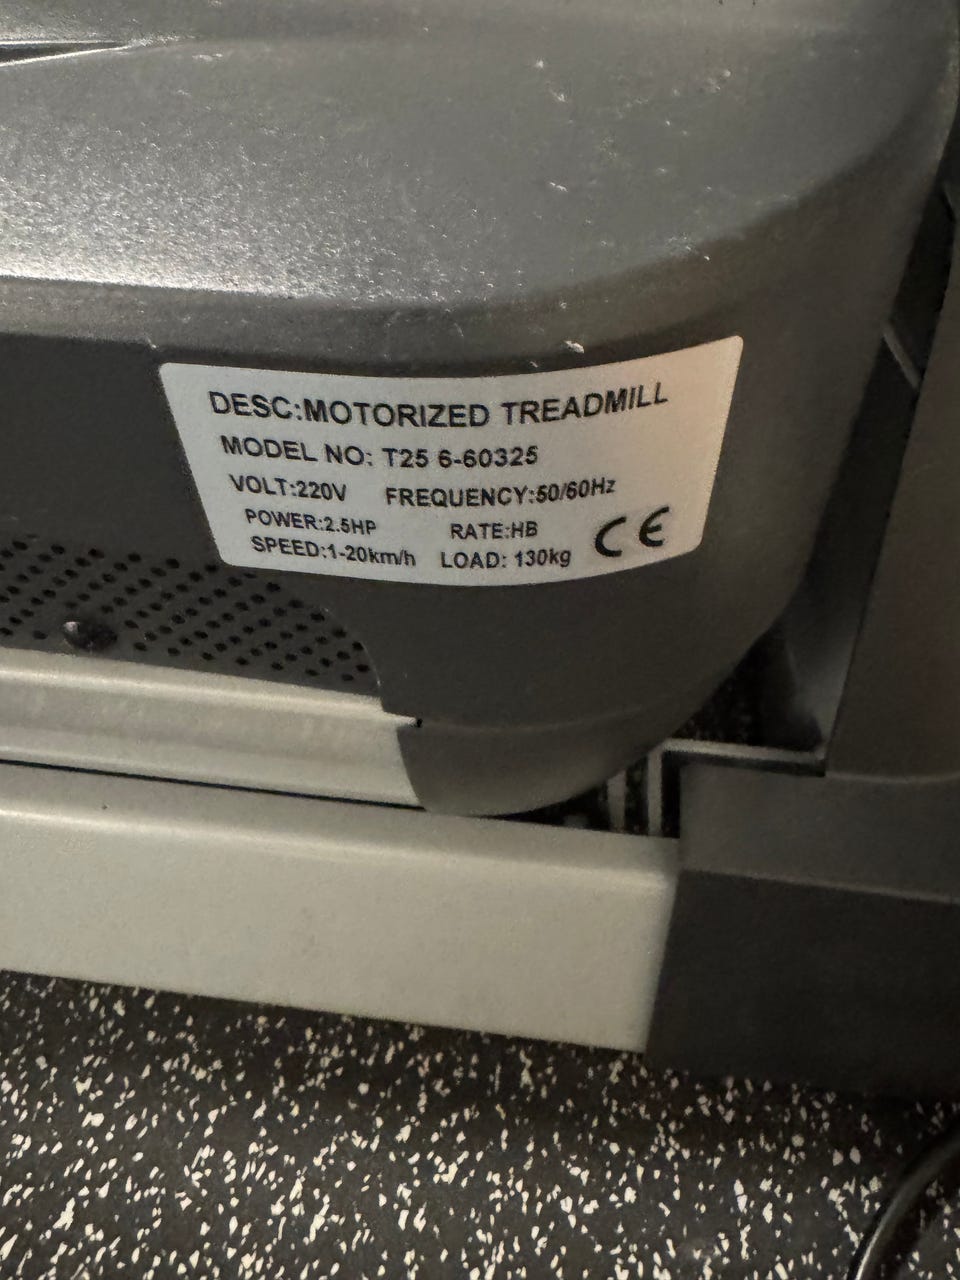 DESC:MOTORIZED TREADMILL
MODEL NO: T25 6-60325
VOLT:220V FREQUENCY:50/60Hz
POWER:2.5HP RATE:HB
SPEED:1-20km/h LOAD: 130kg CE